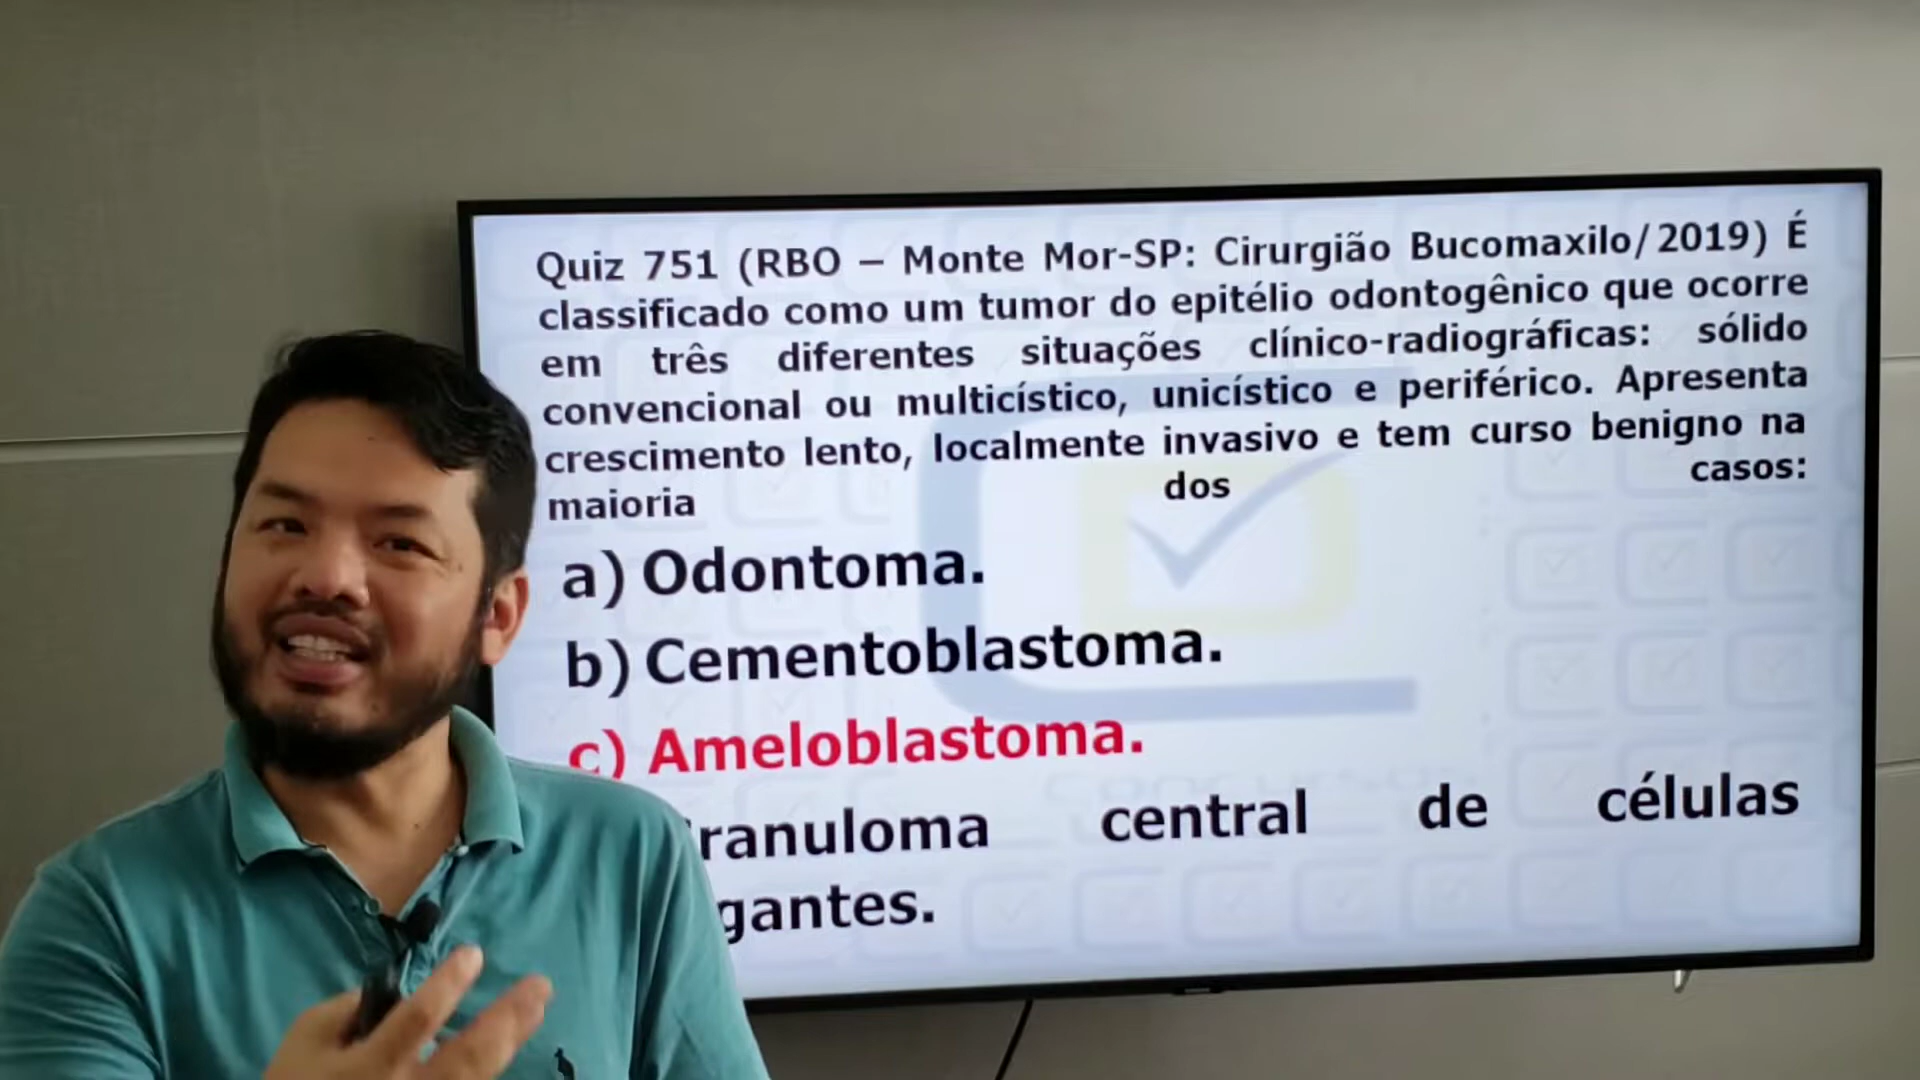 Quiz 751 (RBO – Monte Mor-SP: Cirurgião Bucomaxilo/2019) É
classificado como um tumor do epitélio odontogênico que ocorre
em três diferentes situações clínico-radiográficas: sólido
convencional ou multicístico, unicístico e periférico. Apresenta
crescimento lento, localmente invasivo e tem curso benigno na
maioria dos casos:
a) Odontoma.
b) Cementoblastoma.
c) Ameloblastoma.
ranuloma central de células
gantes.